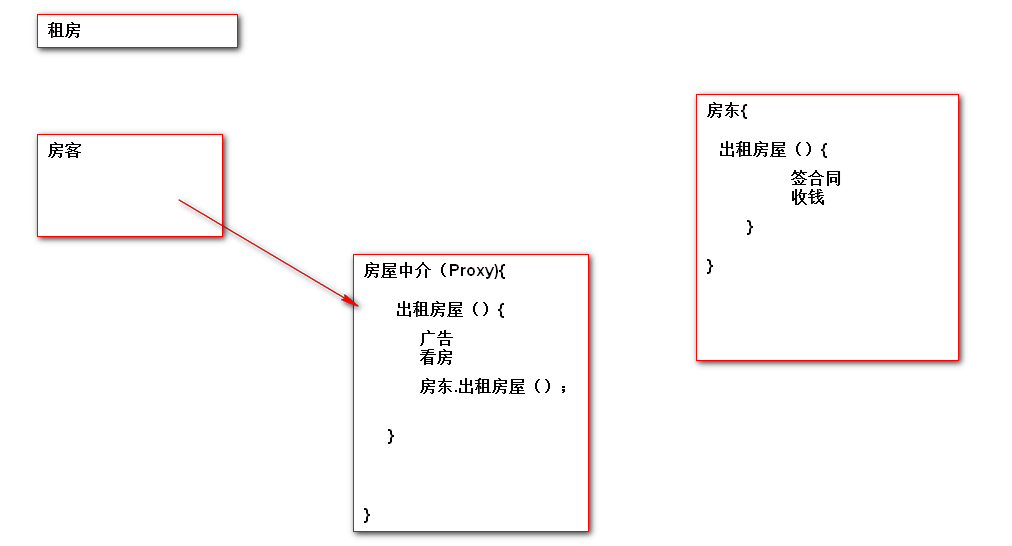 租房
房客
房东{
出租房屋（）{
签合同
收钱
}
}
房屋中介（Proxy){
出租房屋（）{
广告
看房
房东.出租房屋（）；
}
}